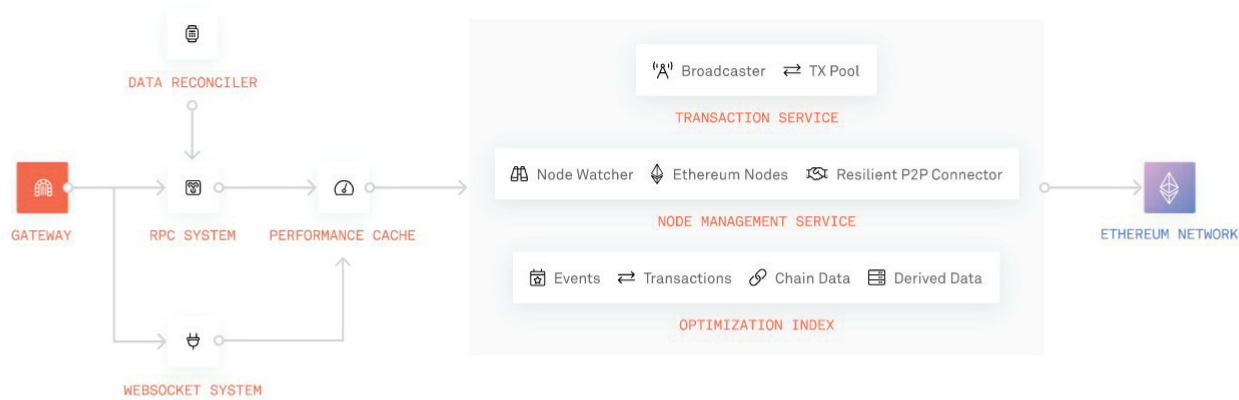 DATA RECONCILER
GATEWAY
RPC SYSTEM
PERFORMANCE CACHE
WEBSOCKET SYSTEM
Broadcaster TX Pool
TRANSACTION SERVICE
Node Watcher Ethereum Nodes Resilient P2P Connector
NODE MANAGEMENT SERVICE
Events Transactions Chain Data Derived Data
OPTIMIZATION INDEX
ETHEREUM NETWORK